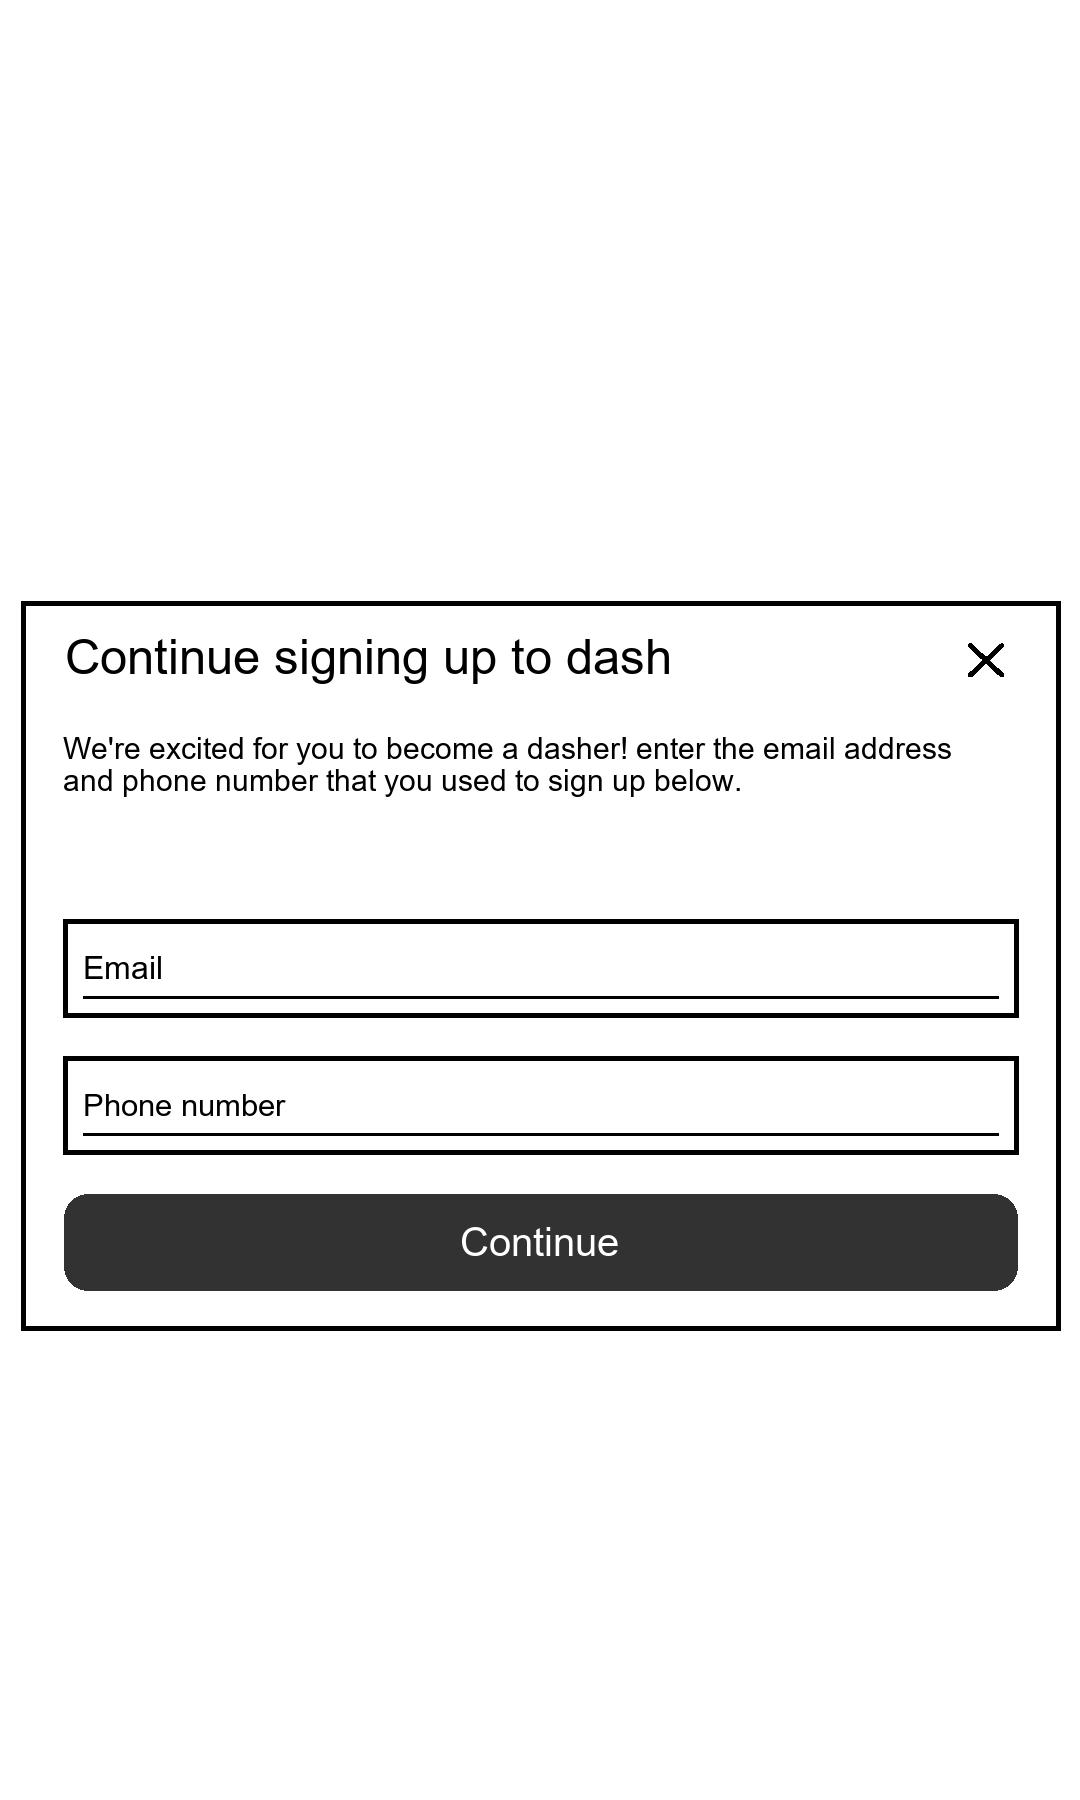 Continue signing up to dash
We're excited for you to become a dasher! enter the email address
and phone number that you used to sign up below.
Email
Phone number
Continue